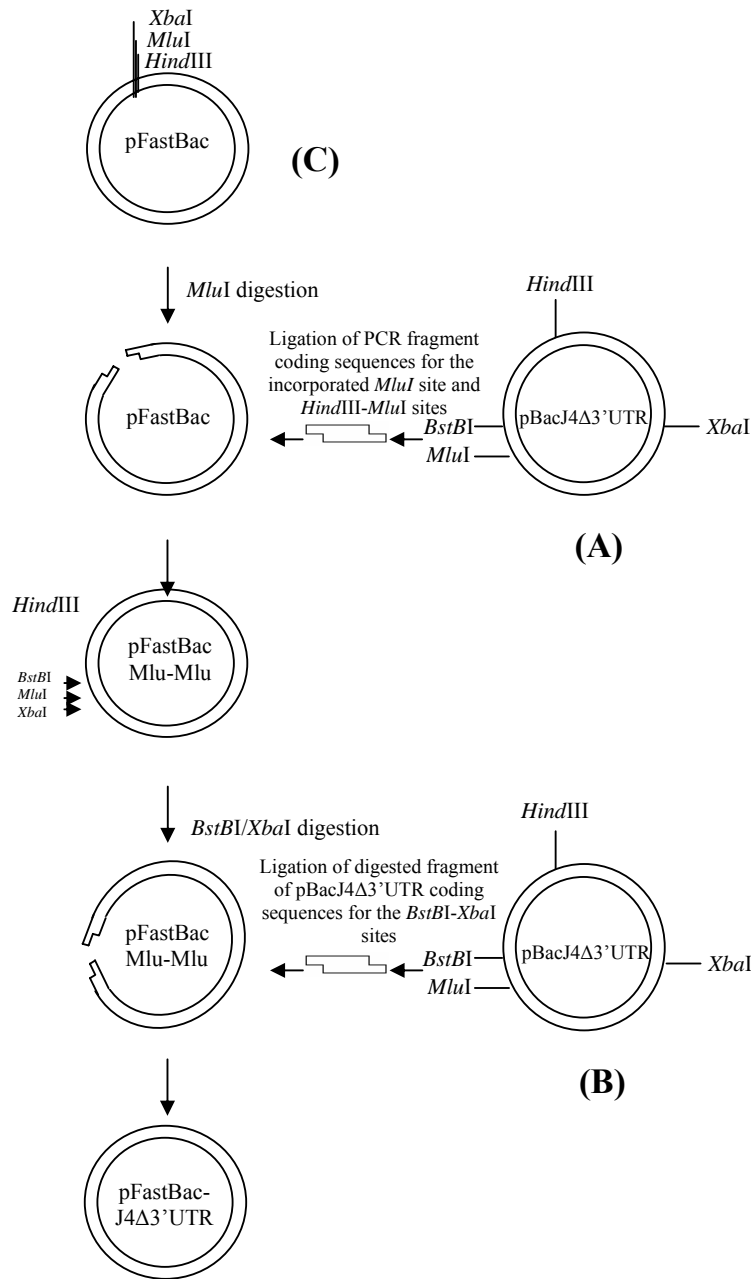 XbaI
MluI
HindIII
pFastBac
(C)
MluI digestion
HindIII
Ligation of PCR fragment
coding sequences for the
incorporated MluI site and
HindIII-MluI sites
pFastBac
BstBI
MluI
pBacJ4Δ3’UTR
XbaI
(A)
HindIII
pFastBac
Mlu-Mlu
BstBI
MluI
XbaI
BstBI/XbaI digestion
HindIII
Ligation of digested fragment
of pBacJ4Δ3’UTR coding
sequences for the BstBI-XbaI
sites
pFastBac
Mlu-Mlu
BstBI
MluI
pBacJ4Δ3’UTR
XbaI
(B)
pFastBac-
J4Δ3’UTR